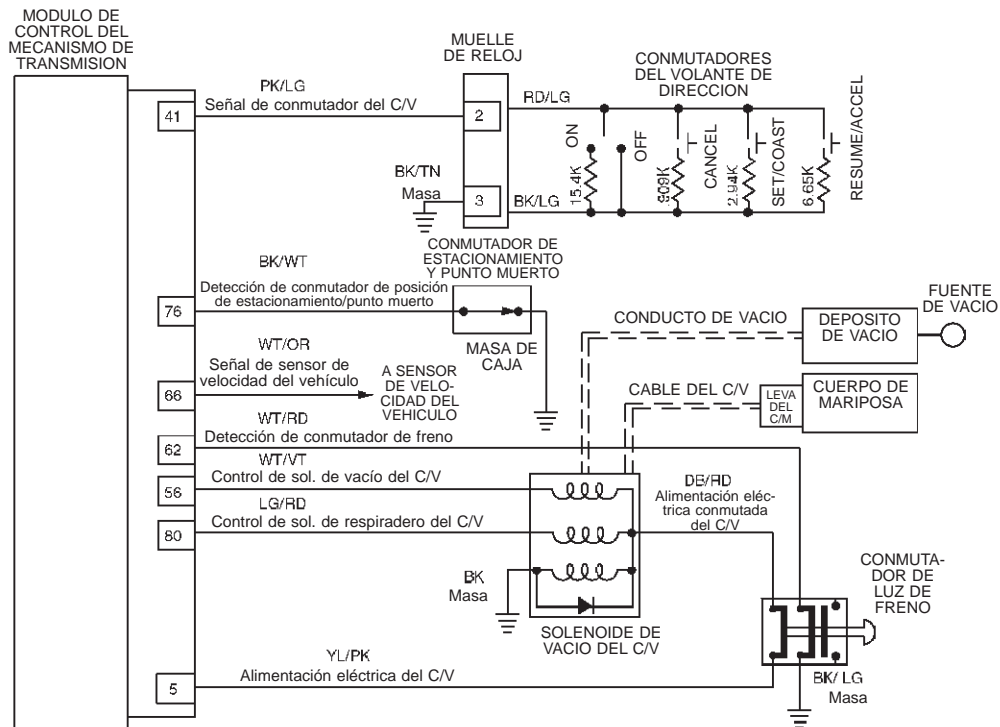 MODULO DE
CONTROL DEL
MECANISMO DE
TRANSMISION
PK/LG
41
Señal de conmutador del C/V
MUELLE
DE RELOJ
2
RD/LG
CONMUTADORES
DEL VOLANTE DE
DIRECCION
ON
15.4K
OFF
.909K
CANCEL
2.94K
SET/COAST
6.65K
RESUME/ACCEL
BK/TN
Masa
3
BK/LG
BK/WT
76
Detección de conmutador de posición
de estacionamiento/punto muerto
CONMUTADOR DE
ESTACIONAMIENTO
Y PUNTO MUERTO
MASA DE
CAJA
WT/OR
66
Señal de sensor de
velocidad del vehículo
A SENSOR
DE VELO-
CIDAD DEL
VEHICULO
CONDUCTO DE VACIO
DEPOSITO
DE VACIO
FUENTE
DE VACIO
CABLE DEL C/V
LEVA
DEL
C/M
CUERPO DE
MARIPOSA
WT/RD
62
Detección de conmutador de freno
WT/VT
56
Control de sol. de vacío del C/V
LG/RD
80
Control de sol. de respiradero del C/V
DB/RD
Alimentación eléc-
trica conmutada
del C/V
BK
Masa
SOLENOIDE DE
VACIO DEL C/V
CONMUTA-
DOR DE
LUZ DE
FRENO
YL/PK
5
Alimentación eléctrica del C/V
BK/ LG
Masa